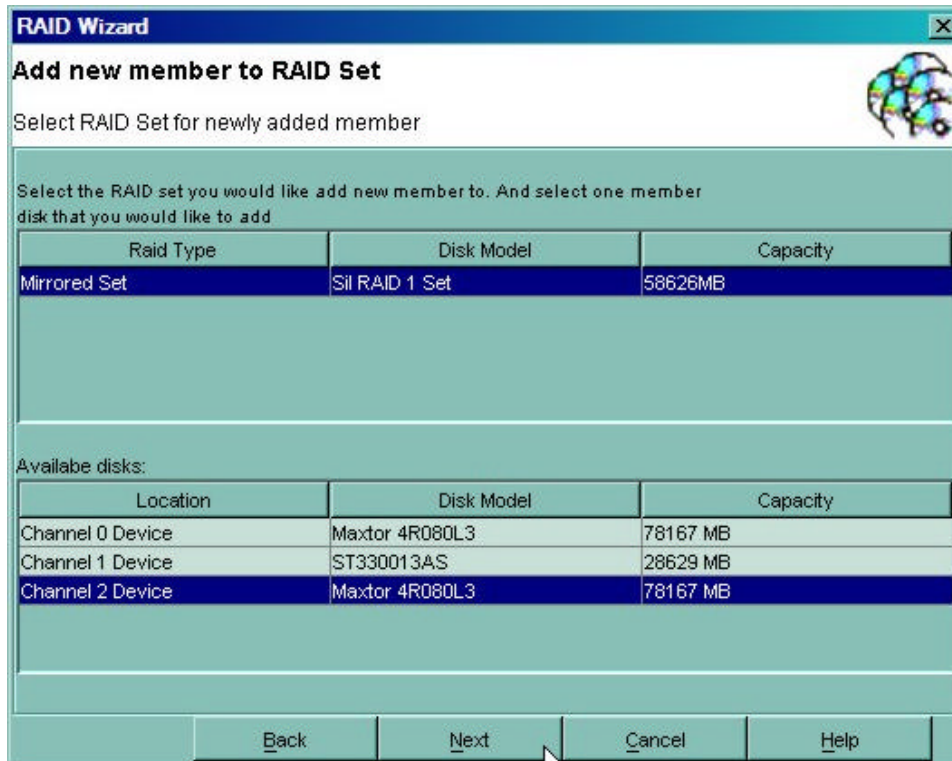 RAID Wizard
Add new member to RAID Set
Select RAID Set for newly added member
Select the RAID set you would like add new member to. And select one member
disk that you would like to add
Raid Type Disk Model Capacity
Mirrored Set Sil RAID 1 Set 58626MB
Availabe disks:
Location Disk Model Capacity
Channel 0 Device Maxtor 4R080L3 78167 MB
Channel 1 Device ST330013AS 28629 MB
Channel 2 Device Maxtor 4R080L3 78167 MB
Back Next Cancel Help